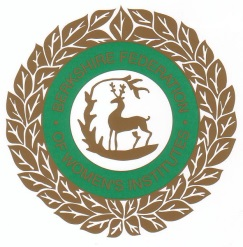 BERKSHIRE FEDERATION
OF WOMEN'S INSTITUTES